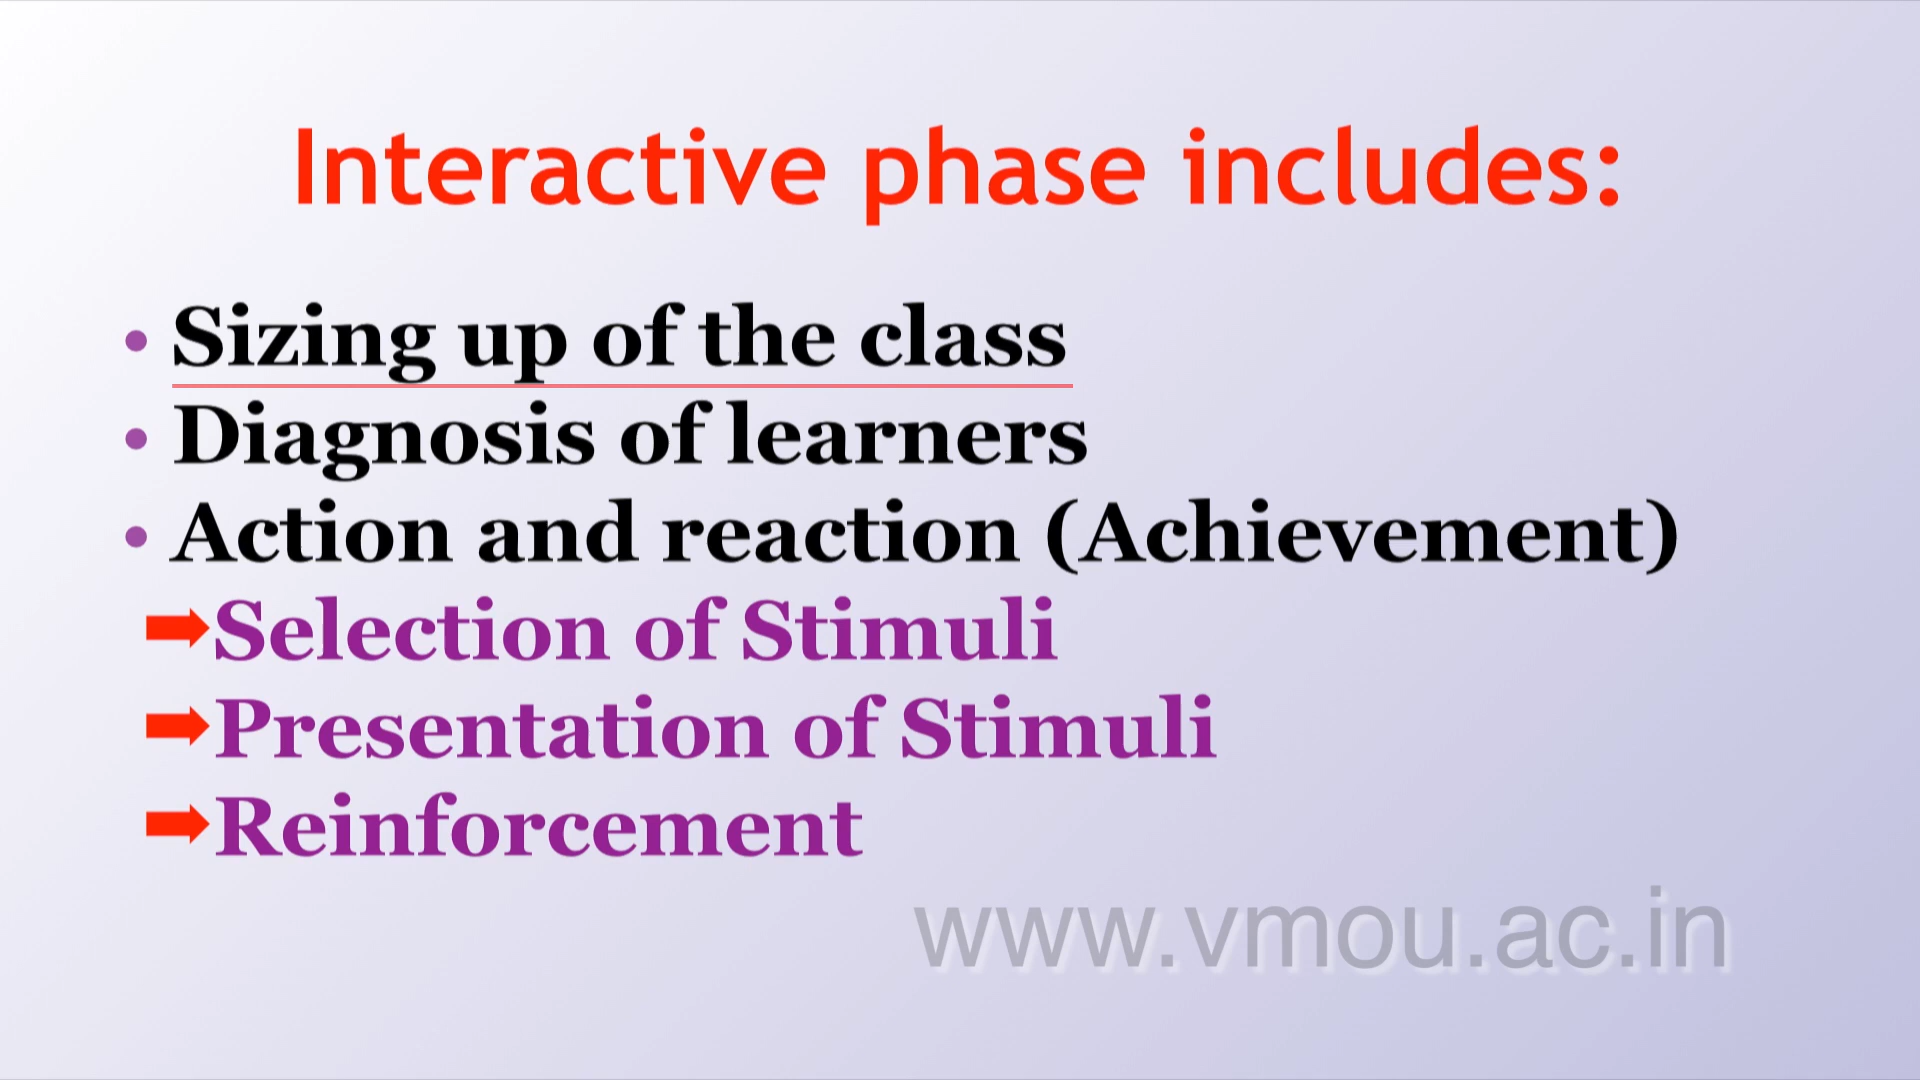 Interactive phase includes:
• Sizing up of the class
• Diagnosis of learners
• Action and reaction (Achievement)
➡Selection of Stimuli
➡Presentation of Stimuli
➡Reinforcement
www.vmou.ac.in